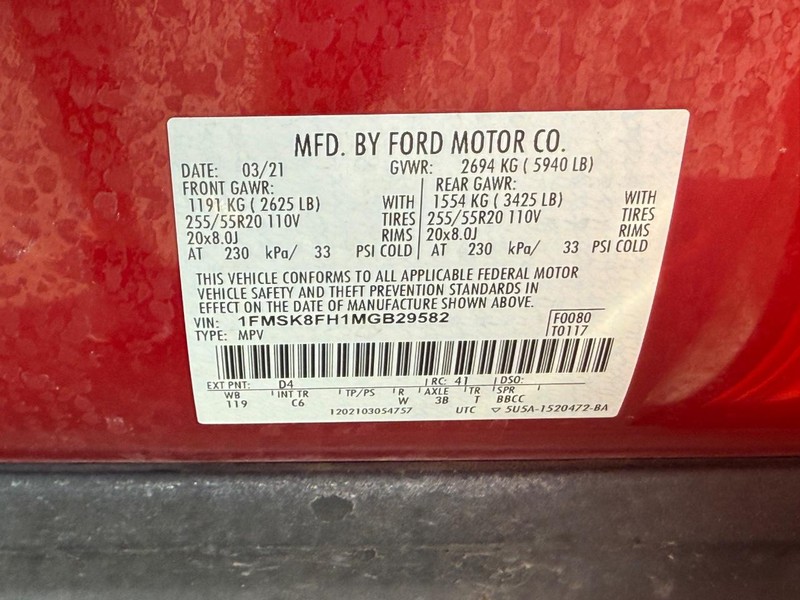 MFD. BY FORD MOTOR CO.
DATE: 03/21 GVWR: 2694 KG ( 5940 LB)
FRONT GAWR: REAR GAWR:
1191 KG ( 2625 LB) WITH 1554 KG ( 3425 LB) WITH
255/55R20 110V TIRES 255/55R20 110V TIRES
20x8.0J RIMS 20x8.0J RIMS
AT 230 kPa/ 33 PSI COLD AT 230 kPa/ 33 PSI COLD
THIS VEHICLE CONFORMS TO ALL APPLICABLE FEDERAL MOTOR
VEHICLE SAFETY AND THEFT PREVENTION STANDARDS IN
EFFECT ON THE DATE OF MANUFACTURE SHOWN ABOVE.
VIN: 1FMSK8FH1MGB29582 F0080
TYPE: MPV T0117
EXT PNT: D4 RC: 41 DSO:
WB INT TR TP/PS R AXLE TR SPR
119 C6 W 3B T BBCC
1202103054757 UTC ▽ 5U5A-1520472-BA